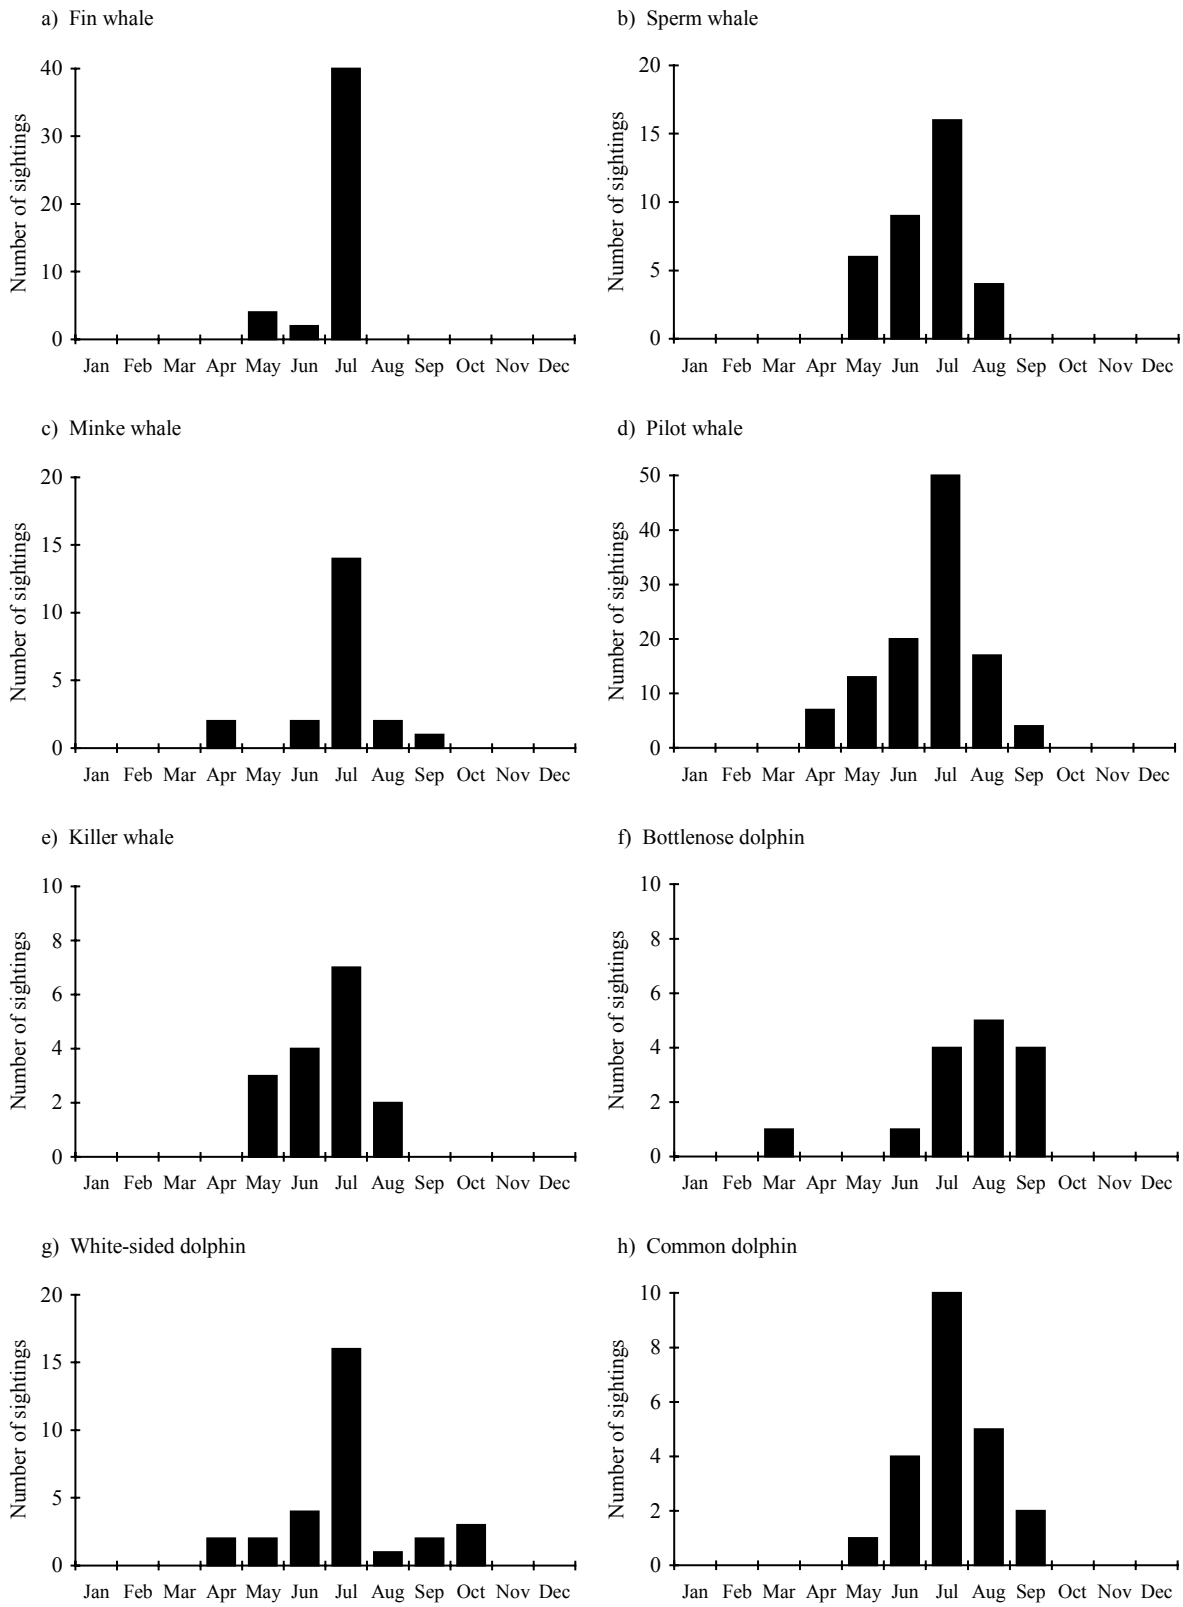 a) Fin whale
Number of sightings
40
30
20
10
0
Jan Feb Mar Apr May Jun Jul Aug Sep Oct Nov Dec
b) Sperm whale
Number of sightings
20
15
10
5
0
Jan Feb Mar Apr May Jun Jul Aug Sep Oct Nov Dec
c) Minke whale
Number of sightings
20
15
10
5
0
Jan Feb Mar Apr May Jun Jul Aug Sep Oct Nov Dec
d) Pilot whale
Number of sightings
50
40
30
20
10
0
Jan Feb Mar Apr May Jun Jul Aug Sep Oct Nov Dec
e) Killer whale
Number of sightings
10
8
6
4
2
0
Jan Feb Mar Apr May Jun Jul Aug Sep Oct Nov Dec
f) Bottlenose dolphin
Number of sightings
10
8
6
4
2
0
Jan Feb Mar Apr May Jun Jul Aug Sep Oct Nov Dec
g) White-sided dolphin
Number of sightings
20
15
10
5
0
Jan Feb Mar Apr May Jun Jul Aug Sep Oct Nov Dec
h) Common dolphin
Number of sightings
10
8
6
4
2
0
Jan Feb Mar Apr May Jun Jul Aug Sep Oct Nov Dec